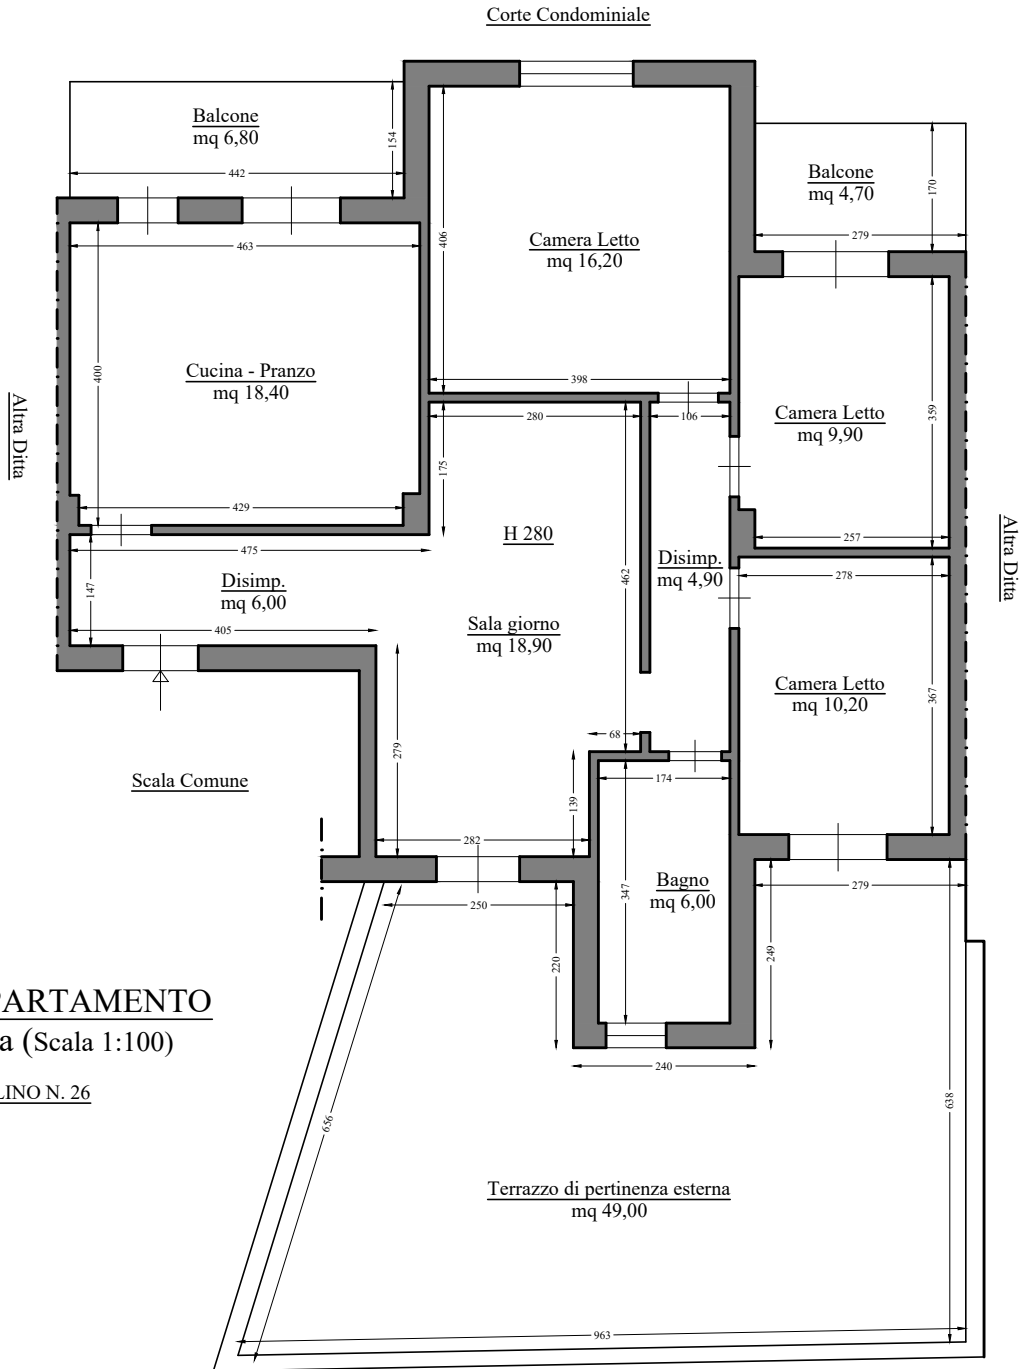 Corte Condominiale
Balcone
mq 6,80
154
442
Balcone
mq 4,70
170
279
463
406
Camera Letto
mq 16,20
Cucina - Pranzo
mq 18,40
400
398
280
106
Camera Letto
mq 9,90
359
Altra Ditta
175
429
H 280
257
Altra Ditta
475
147
Disimp.
mq 6,00
405
462
Disimp.
mq 4,90
278
Sala giorno
mq 18,90
Camera Letto
mq 10,20
367
68
279
Scala Comune
174
139
282
347
Bagno
mq 6,00
279
250
220
249
PARTAMENTO
a (Scala 1:100)
LINO N. 26
240
656
638
Terrazzo di pertinenza esterna
mq 49,00
963